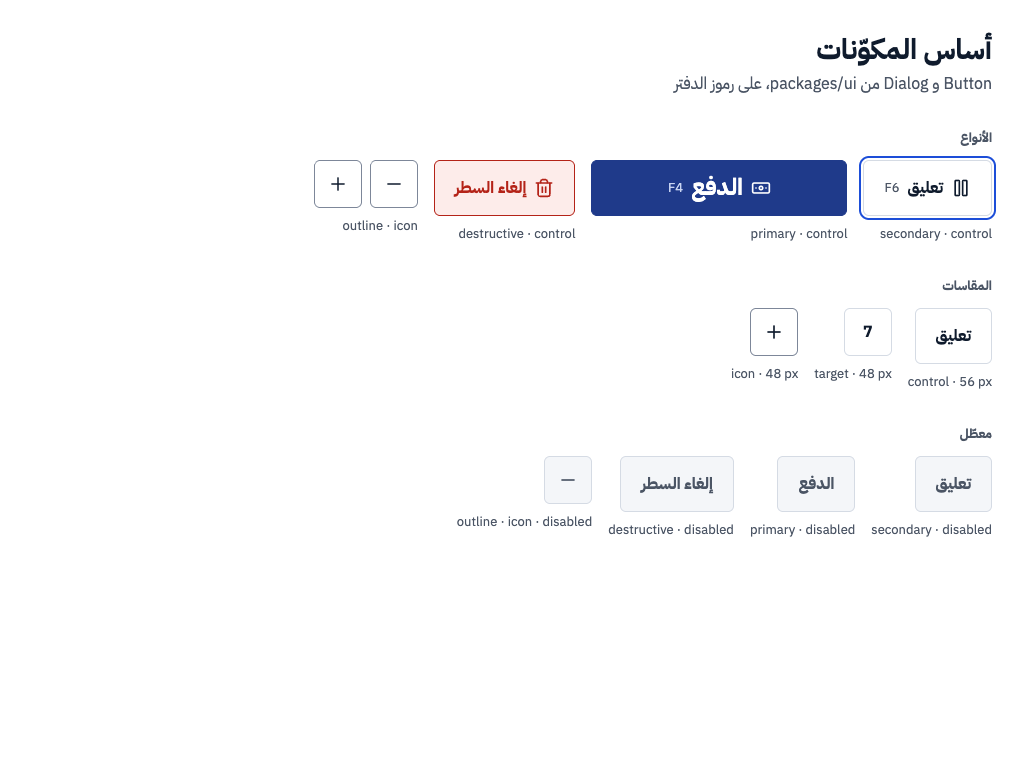 أساس المكوّنات
Button و Dialog من packages/ui، على رموز الدفتر
الأنواع
تعليق F6
الدفع F4
إلغاء السطر
secondary · control
primary · control
destructive · control
outline · icon
المقاسات
تعليق
7
control · 56 px
target · 48 px
icon · 48 px
معطّل
تعليق
الدفع
إلغاء السطر
secondary · disabled
primary · disabled
destructive · disabled
outline · icon · disabled